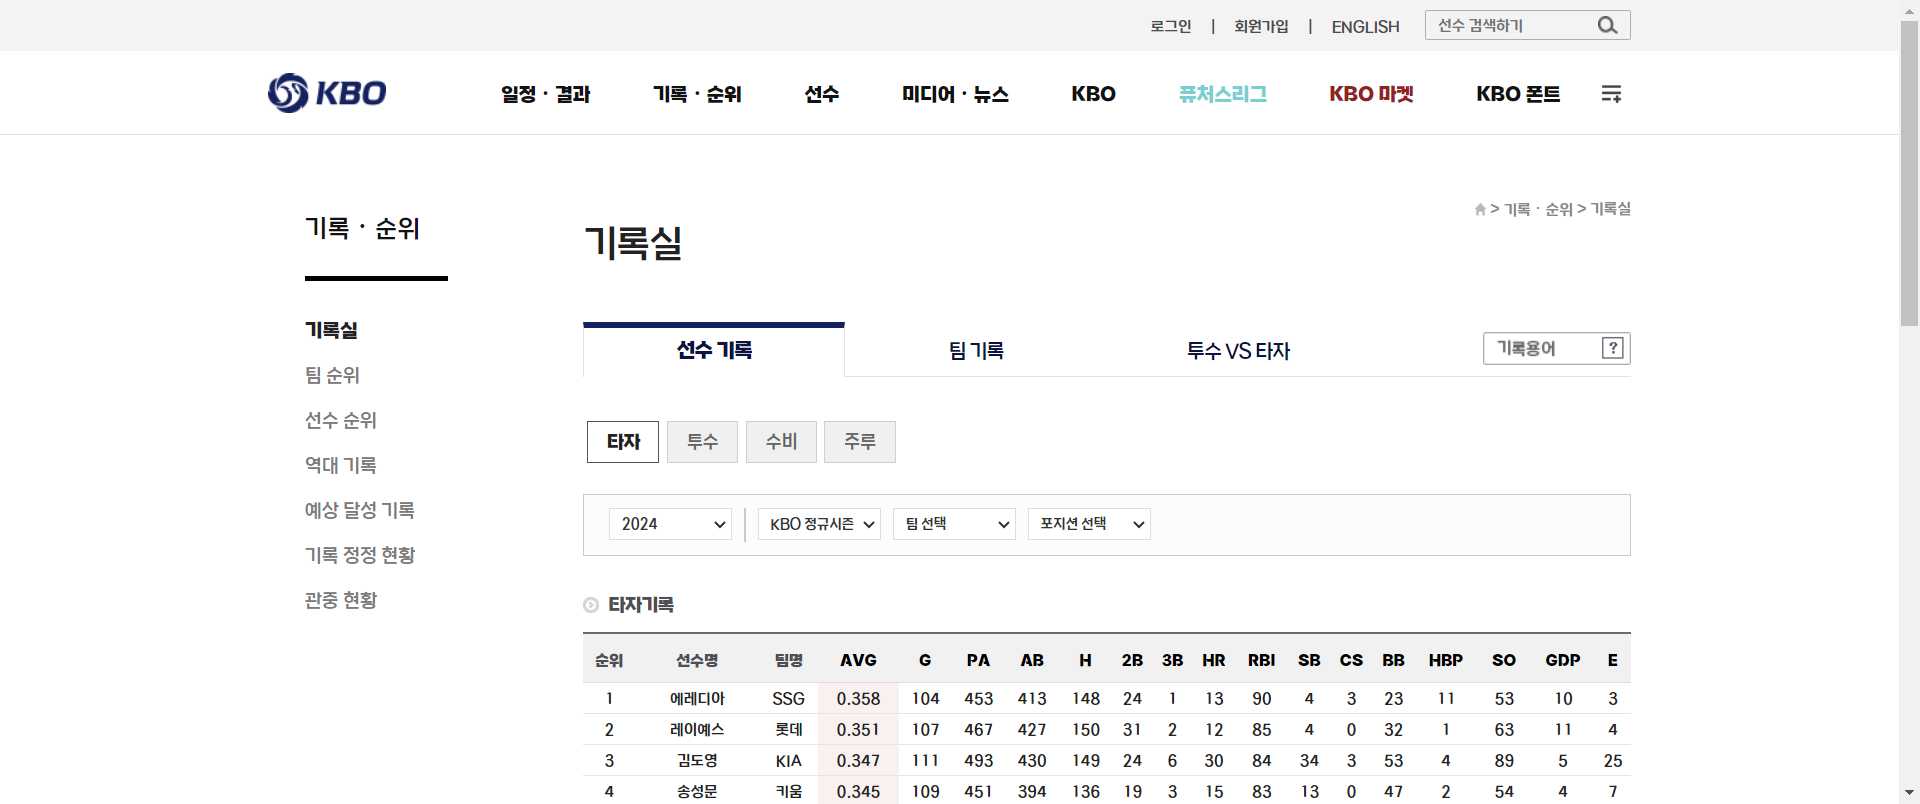 로그인 | 회원가입 | ENGLISH 선수 검색하기
KBO 일정 · 결과 기록 · 순위 선수 미디어 · 뉴스 KBO 퓨처스리그 KBO 마켓 KBO 폰트
> 기록 · 순위 > 기록실
기록 · 순위
기록실
팀 순위
선수 순위
역대 기록
예상 달성 기록
기록 정정 현황
관중 현황
기록실
선수 기록 팀 기록 투수 VS 타자 기록용어 ?
타자 투수 수비 주루
2024 KBO 정규시즌 팀 선택 포지션 선택
타자기록
순위 선수명 팀명 AVG G PA AB H 2B 3B HR RBI SB CS BB HBP SO GDP E
1 에레디아 SSG 0.358 104 453 413 148 24 1 13 90 4 3 23 11 53 10 3
2 레이예스 롯데 0.351 107 467 427 150 31 2 12 85 4 0 32 1 63 11 4
3 김도영 KIA 0.347 111 493 430 149 24 6 30 84 34 3 53 4 89 5 25
4 송성문 키움 0.345 109 451 394 136 19 3 15 83 13 0 47 2 54 4 7